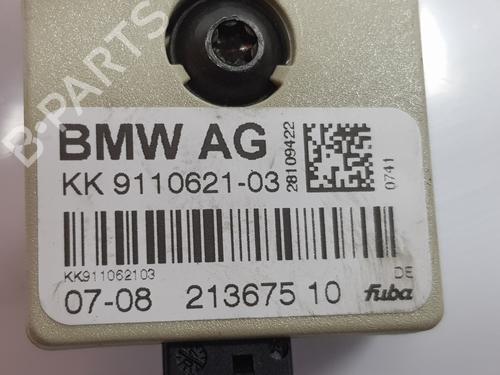 B-PARTS
BMW AG
KK 9110621-03
28109422
0741
KK911062103
DE
07-08 213675 10
fuba